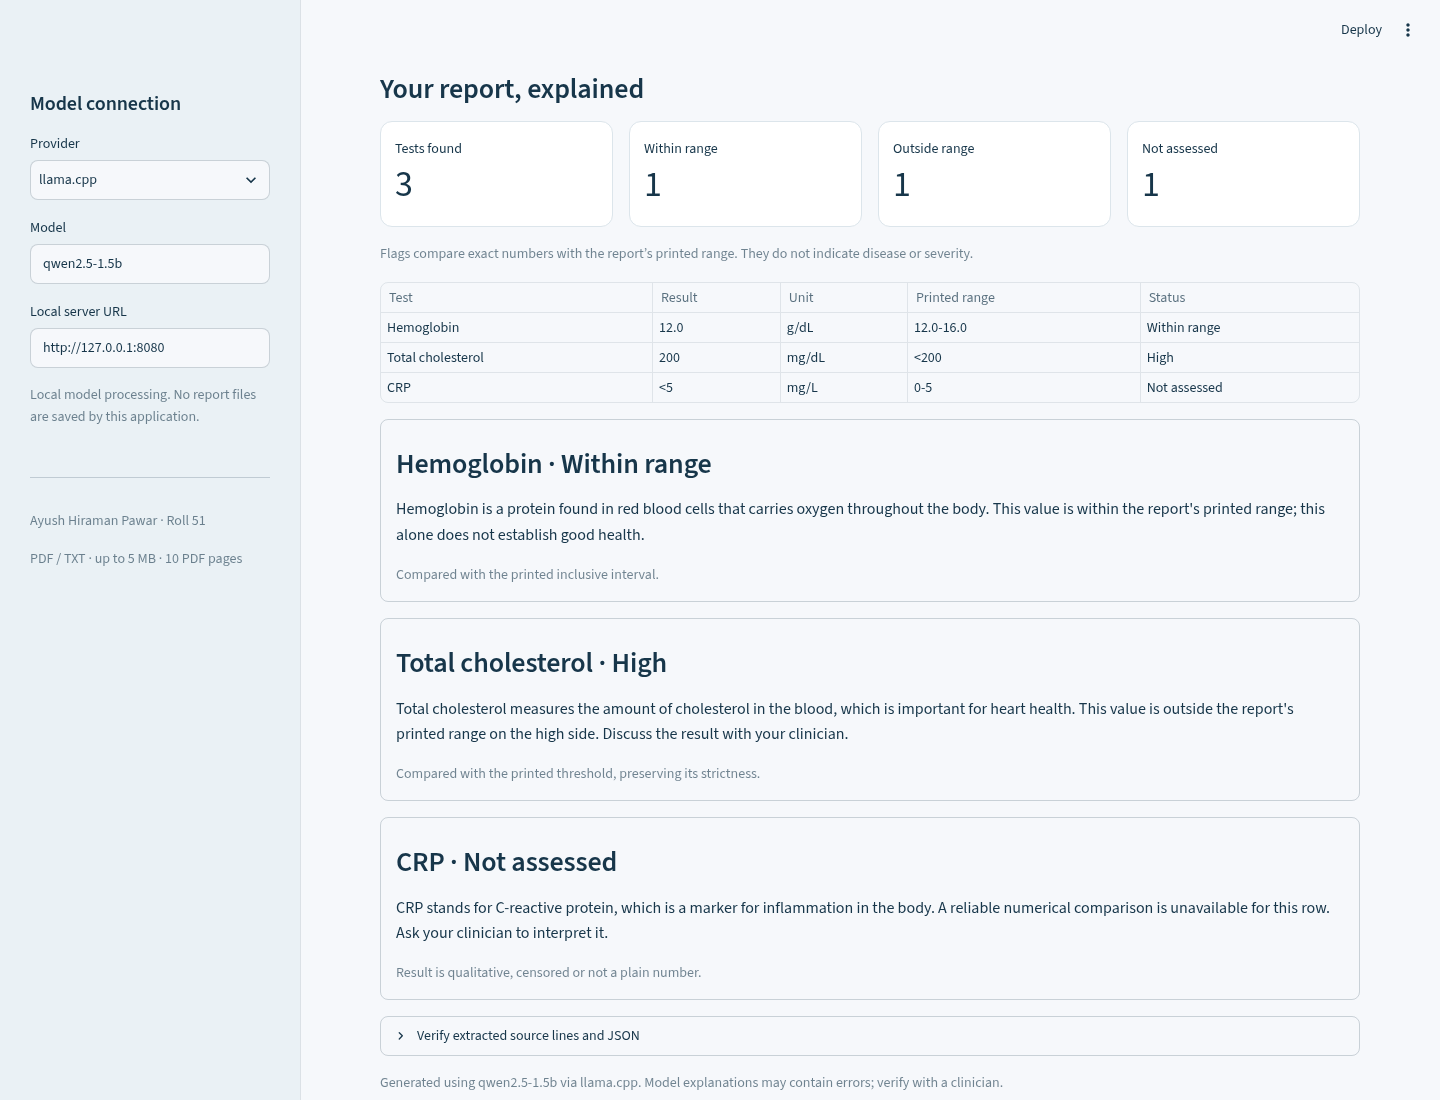 Deploy
Model connection
Provider
llama.cpp
Model
qwen2.5-1.5b
Local server URL
http://127.0.0.1:8080
Local model processing. No report files
are saved by this application.
Ayush Hiraman Pawar · Roll 51
PDF / TXT · up to 5 MB · 10 PDF pages
Your report, explained
Tests found
3
Within range
1
Outside range
1
Not assessed
1
Flags compare exact numbers with the report's printed range. They do not indicate disease or severity.
Test Result Unit Printed range Status
Hemoglobin 12.0 g/dL 12.0-16.0 Within range
Total cholesterol 200 mg/dL <200 High
CRP <5 mg/L 0-5 Not assessed
Hemoglobin · Within range
Hemoglobin is a protein found in red blood cells that carries oxygen throughout the body. This value is within the report's printed range; this
alone does not establish good health.
Compared with the printed inclusive interval.
Total cholesterol · High
Total cholesterol measures the amount of cholesterol in the blood, which is important for heart health. This value is outside the report's
printed range on the high side. Discuss the result with your clinician.
Compared with the printed threshold, preserving its strictness.
CRP · Not assessed
CRP stands for C-reactive protein, which is a marker for inflammation in the body. A reliable numerical comparison is unavailable for this row.
Ask your clinician to interpret it.
Result is qualitative, censored or not a plain number.
Verify extracted source lines and JSON
Generated using qwen2.5-1.5b via llama.cpp. Model explanations may contain errors; verify with a clinician.